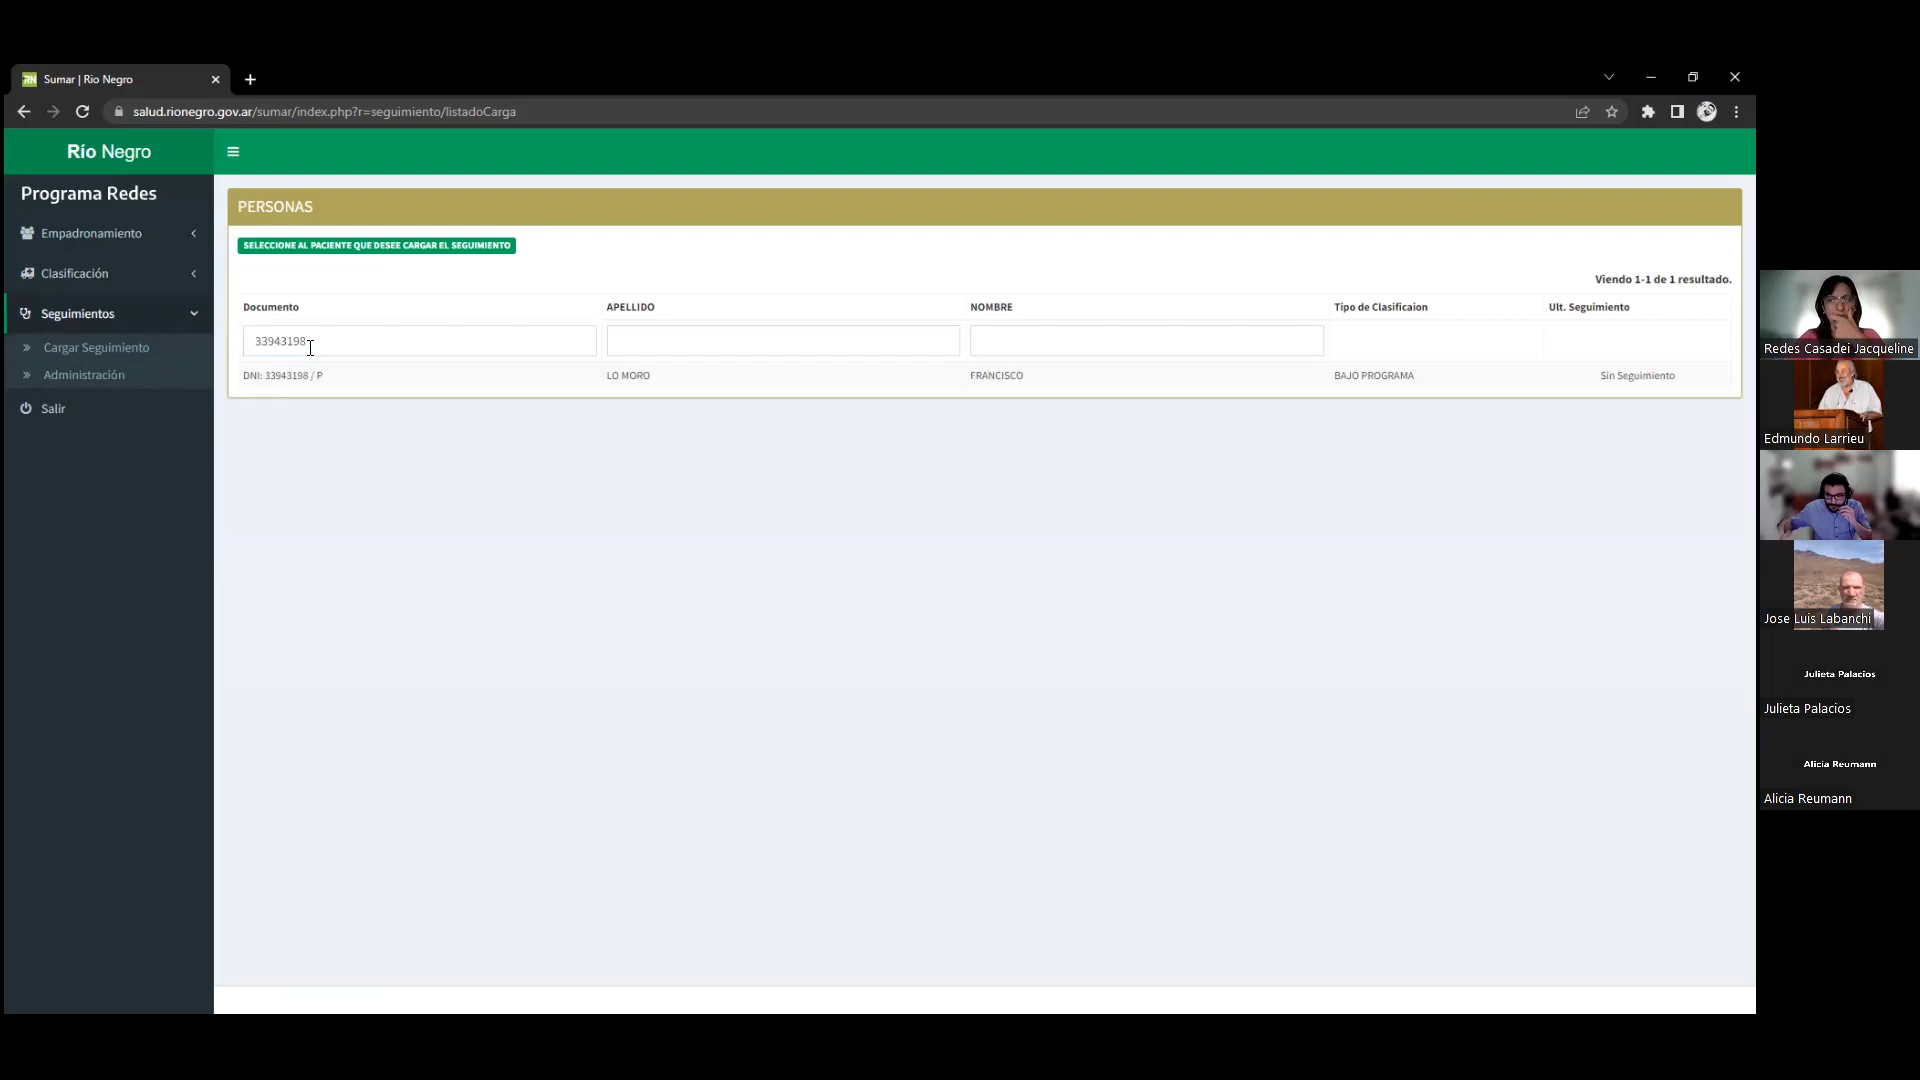 Sumar | Rio Negro
salud.rionegro.gov.ar/sumar/index.php?r=seguimiento/listadoCarga
Río Negro
Programa Redes
Empadronamiento
Clasificación
Seguimientos
Cargar Seguimiento
Administración
Salir
PERSONAS
SELECCIONE AL PACIENTE QUE DESEE CARGAR EL SEGUIMIENTO
Viendo 1-1 de 1 resultado.
Documento APELLIDO NOMBRE Tipo de Clasificaion Ult. Seguimiento
33943198
DNI: 33943198 / P LO MORO FRANCISCO BAJO PROGRAMA Sin Seguimiento
Redes Casadei Jacqueline
Edmundo Larrieu
Jose Luis Labanchi
Julieta Palacios
Julieta Palacios
Alicia Reumann
Alicia Reumann